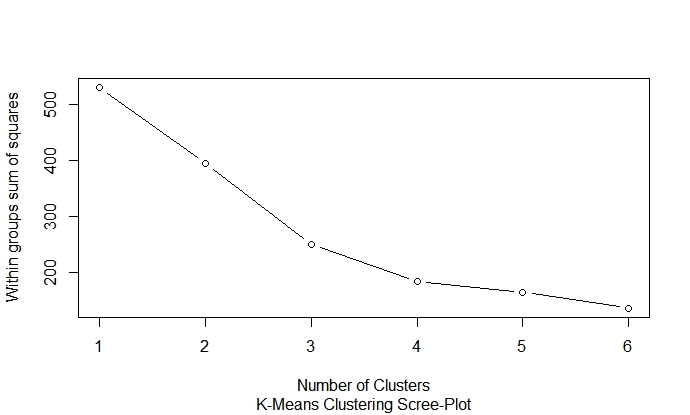 Within groups sum of squares
500
400
300
200
1 2 3 4 5 6
Number of Clusters
K-Means Clustering Scree-Plot